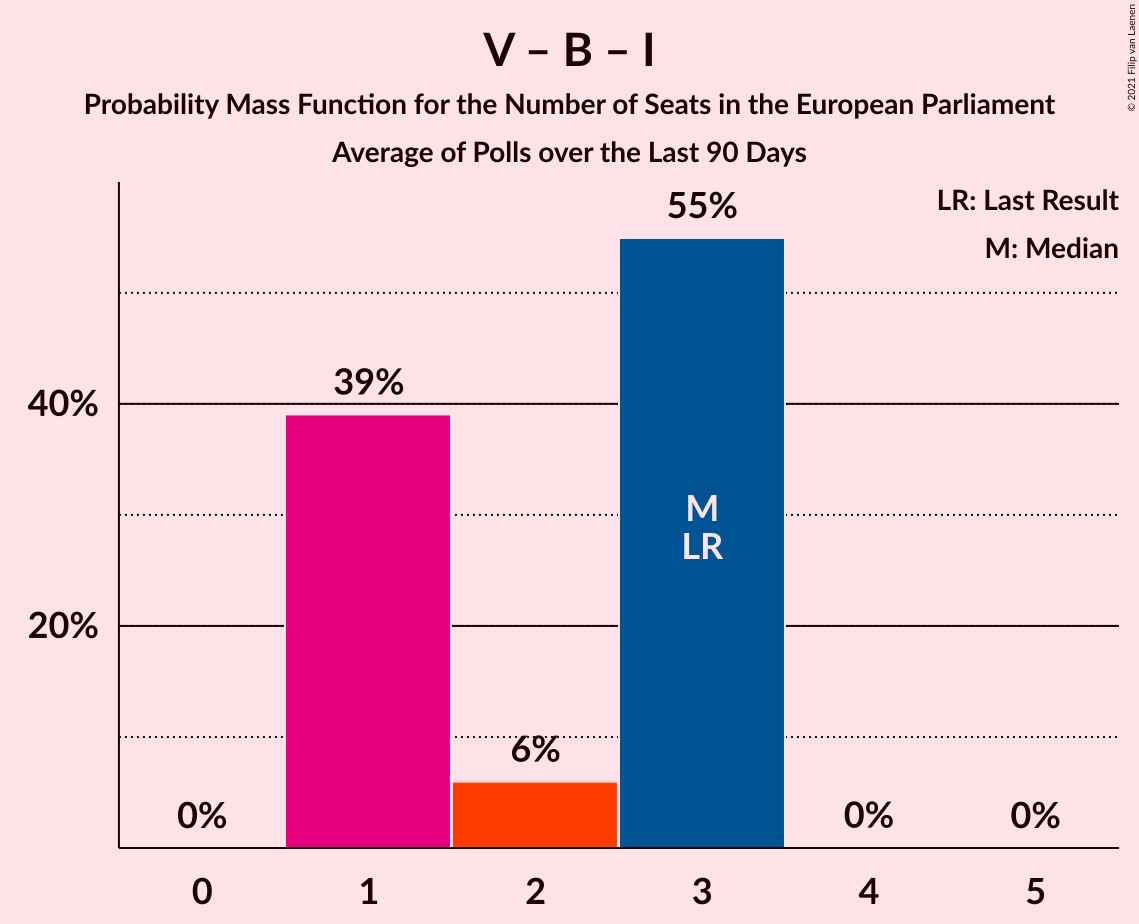 V – B – I
Probability Mass Function for the Number of Seats in the European Parliament
Average of Polls over the Last 90 Days
© 2021 Filip van Laenen
LR: Last Result
M: Median
55%
39%
40%
M
LR
20%
6%
0%
0%
0%
0
1
2
3
4
5